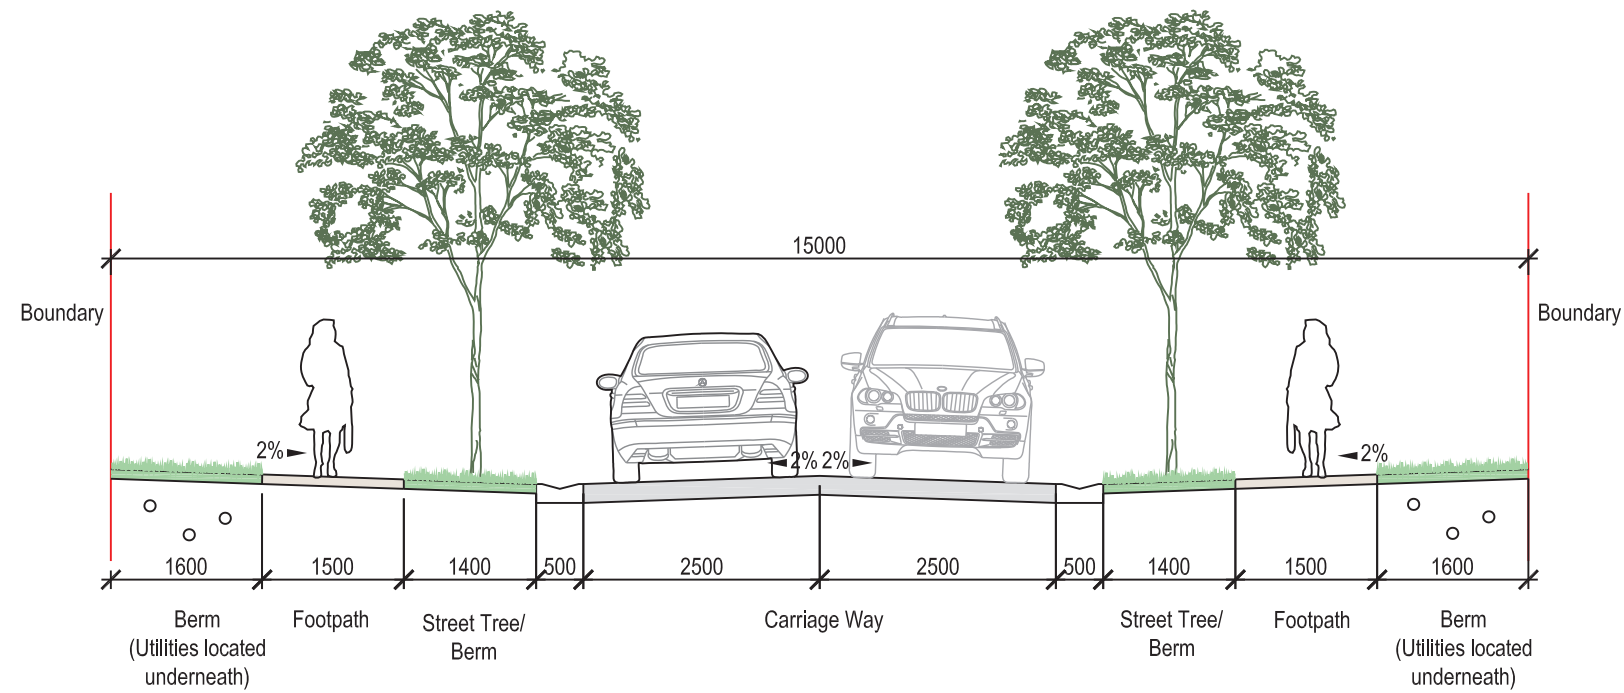 15000
Boundary
Boundary
2%
2% 2%
2%
1600 1500 1400 500 2500 2500 500 1400 1500 1600
Berm
(Utilities located
underneath)
Footpath
Street Tree/
Berm
Carriage Way
Street Tree/
Berm
Footpath
Berm
(Utilities located
underneath)